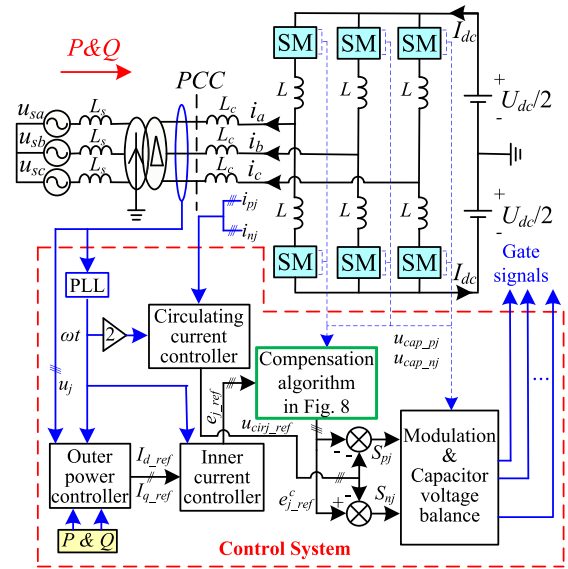 P&Q
SM SM SM
I_dc
L L L
+
U_dc/2
-
PCC
u_sa L_s L_c i_a
u_sb L_s L_c i_b
u_sc L_s L_c i_c
L L L
+
U_dc/2
-
i_pj
i_nj
SM SM SM
I_dc
Gate
signals
PLL
ωt
2
Circulating
current
controller
Compensation
algorithm
in Fig. 8
u_cap_pj
u_cap_nj
...
u_j
e_j_ref
u_cirj_ref
Outer
power
controller
I_d_ref
I_q_ref
Inner
current
controller
- -
S_pj
+ -
S_nj
e^c_j_ref
Modulation
&
Capacitor
voltage
balance
P & Q
Control System